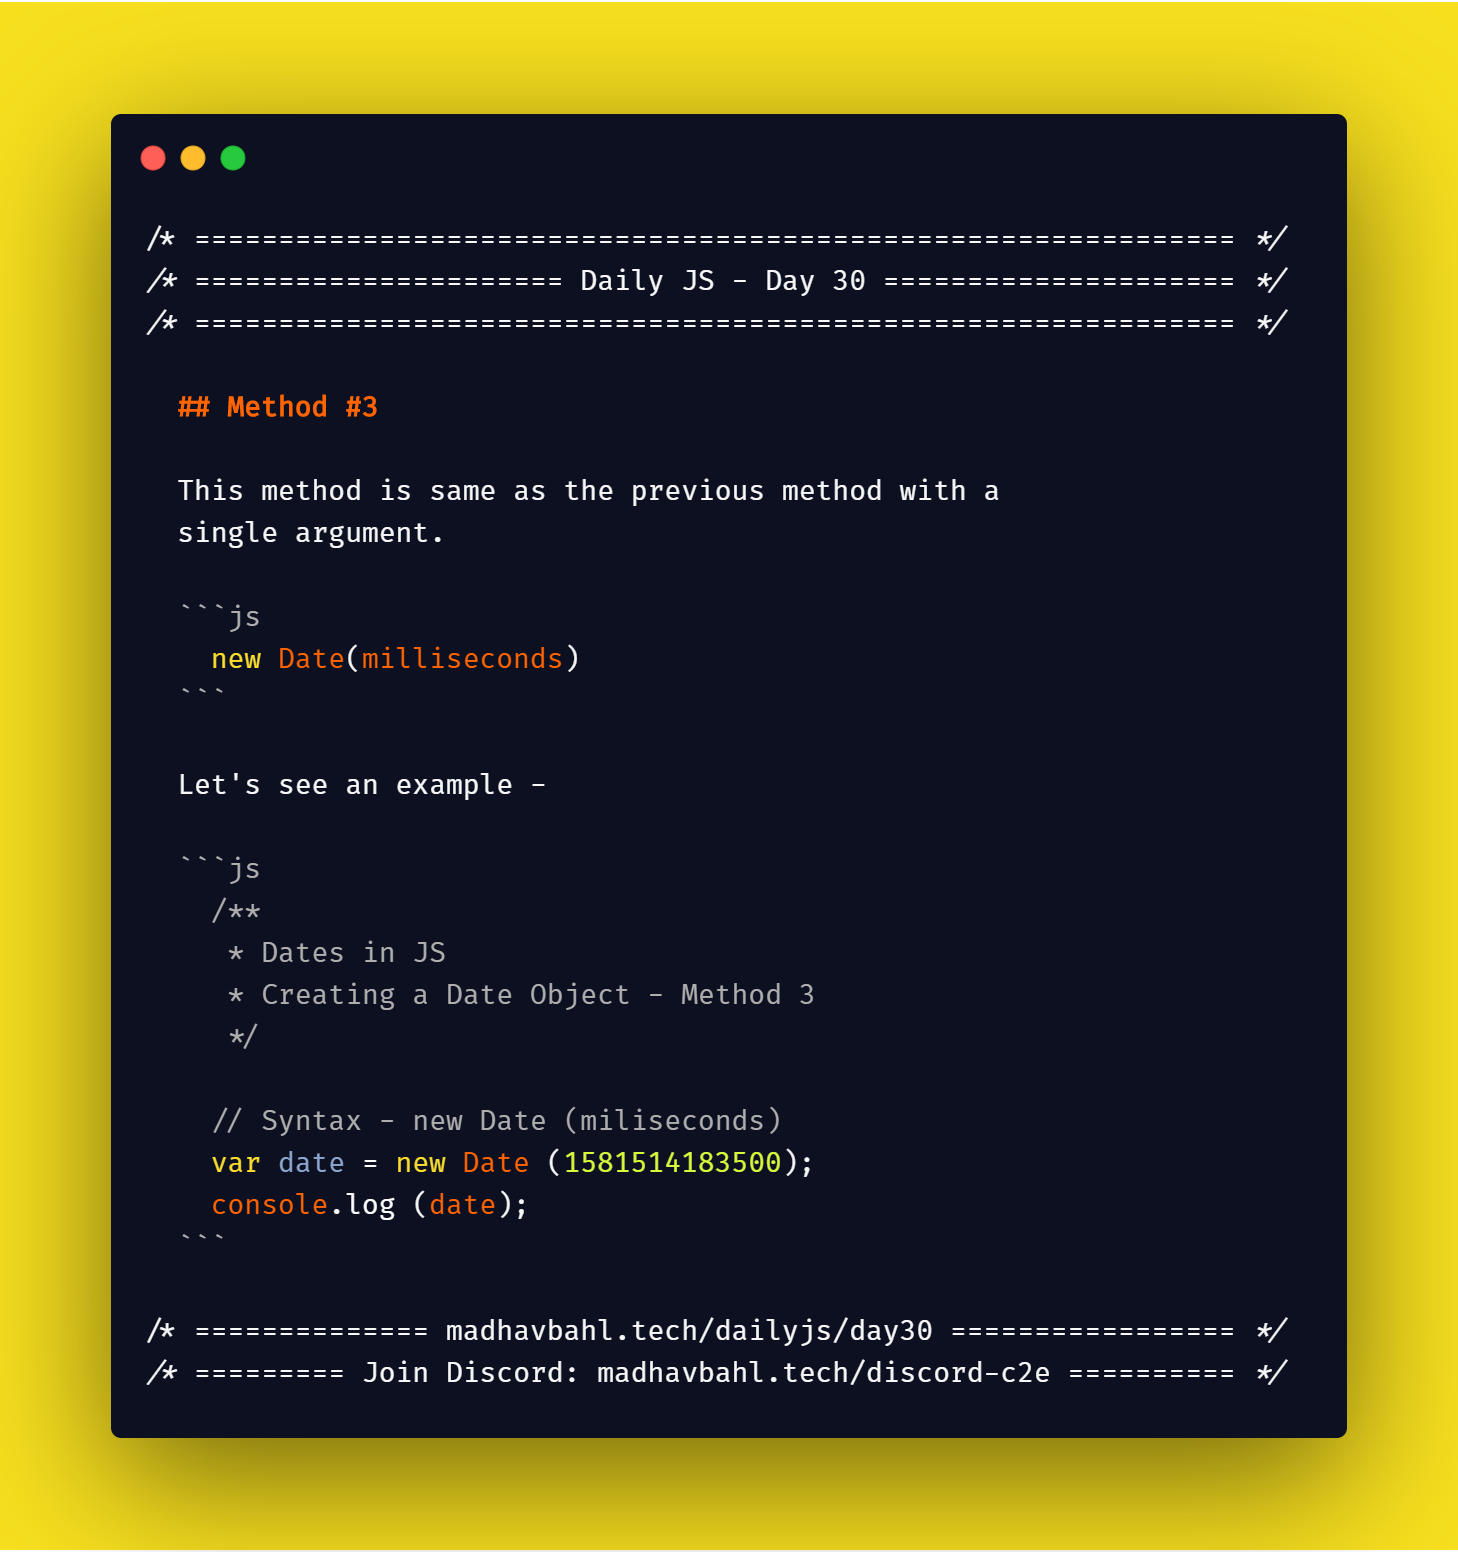 /* ============================================================== */
/* ====================== Daily JS - Day 30 ===================== */
/* ============================================================== */
## Method #3
This method is same as the previous method with a
single argument.
```js
new Date(milliseconds)
```
Let's see an example -
```js
/**
* Dates in JS
* Creating a Date Object - Method 3
*/
// Syntax - new Date (miliseconds)
var date = new Date (1581514183500);
console.log (date);
```
/* ============== madhavbahl.tech/dailyjs/day30 ================= */
/* ========= Join Discord: madhavbahl.tech/discord-c2e ========== */